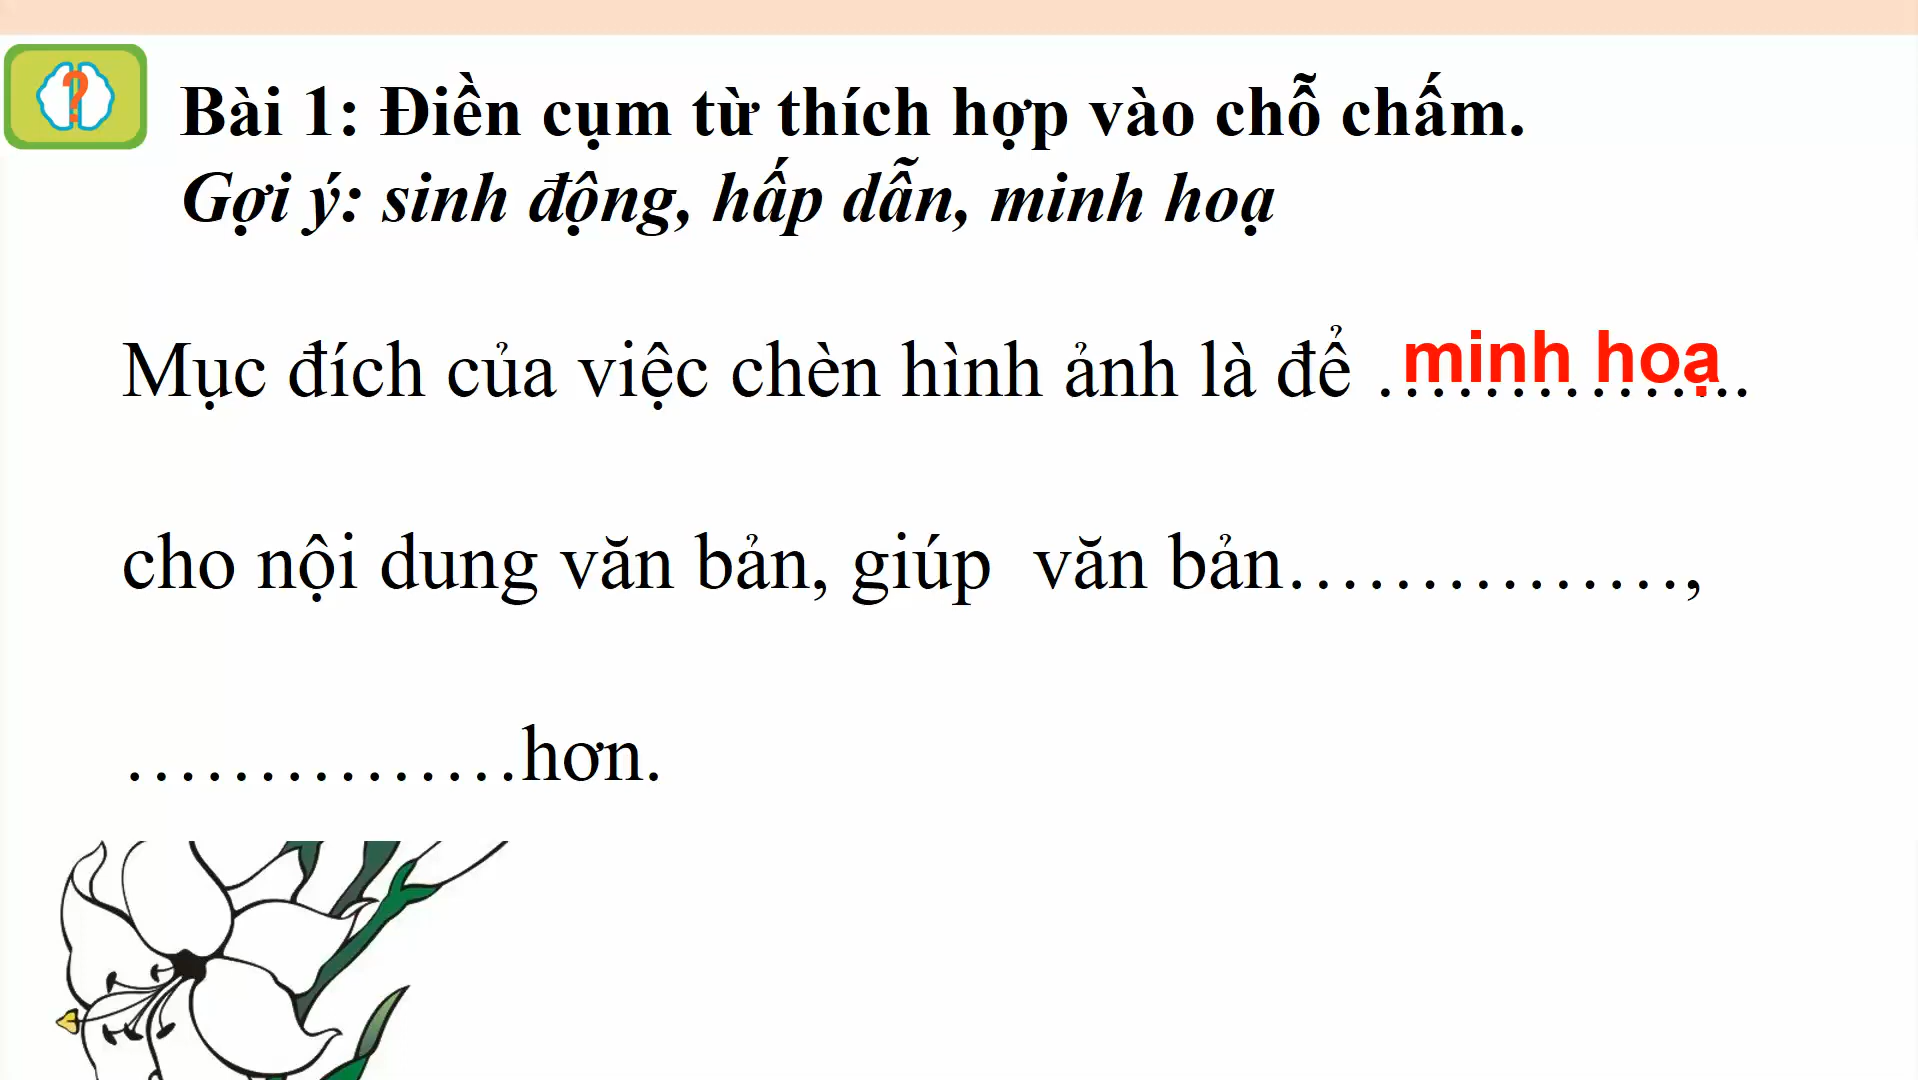 ?
Bài 1: Điền cụm từ thích hợp vào chỗ chấm.
Gợi ý: sinh động, hấp dẫn, minh hoạ
Mục đích của việc chèn hình ảnh là để .minh hoạ..
cho nội dung văn bản, giúp  văn bản……………,
……………hơn.